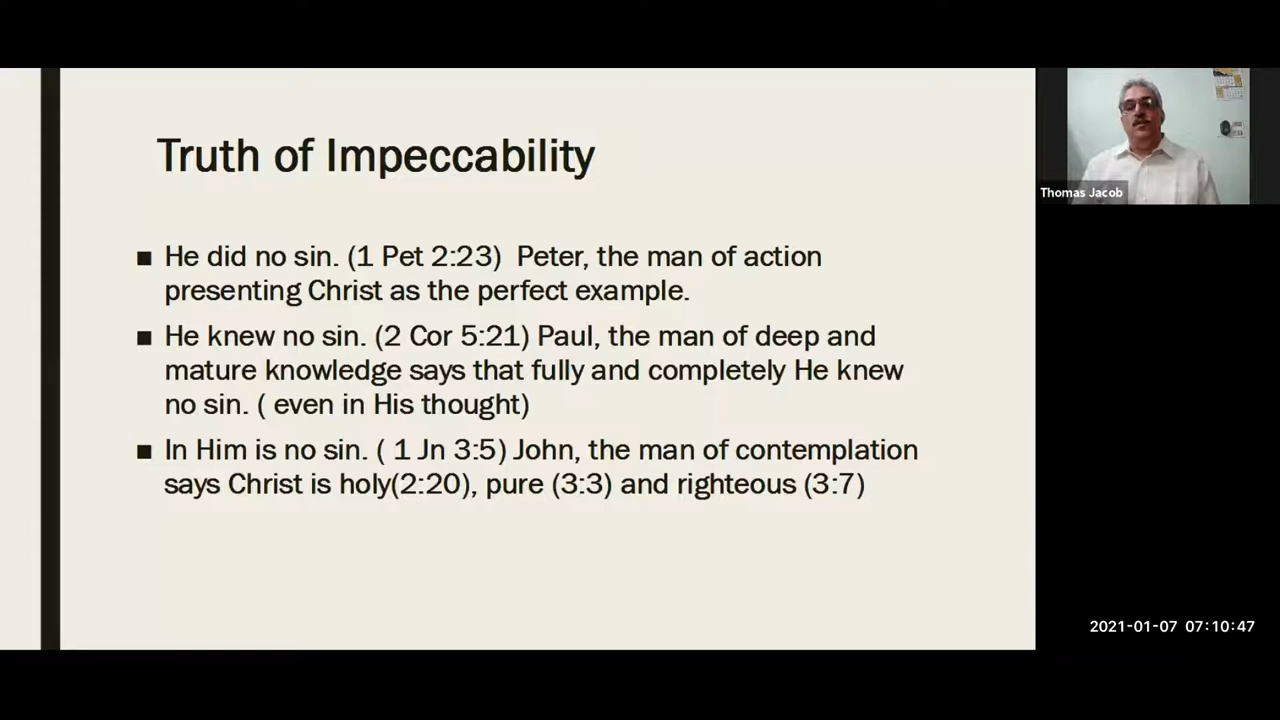 Truth of Impeccability
■ He did no sin. (1 Pet 2:23)  Peter, the man of action
presenting Christ as the perfect example.
■ He knew no sin. (2 Cor 5:21) Paul, the man of deep and
mature knowledge says that fully and completely He knew
no sin. ( even in His thought)
■ In Him is no sin. ( 1 Jn 3:5) John, the man of contemplation
says Christ is holy(2:20), pure (3:3) and righteous (3:7)
Thomas Jacob
2021-01-07 07:10:47